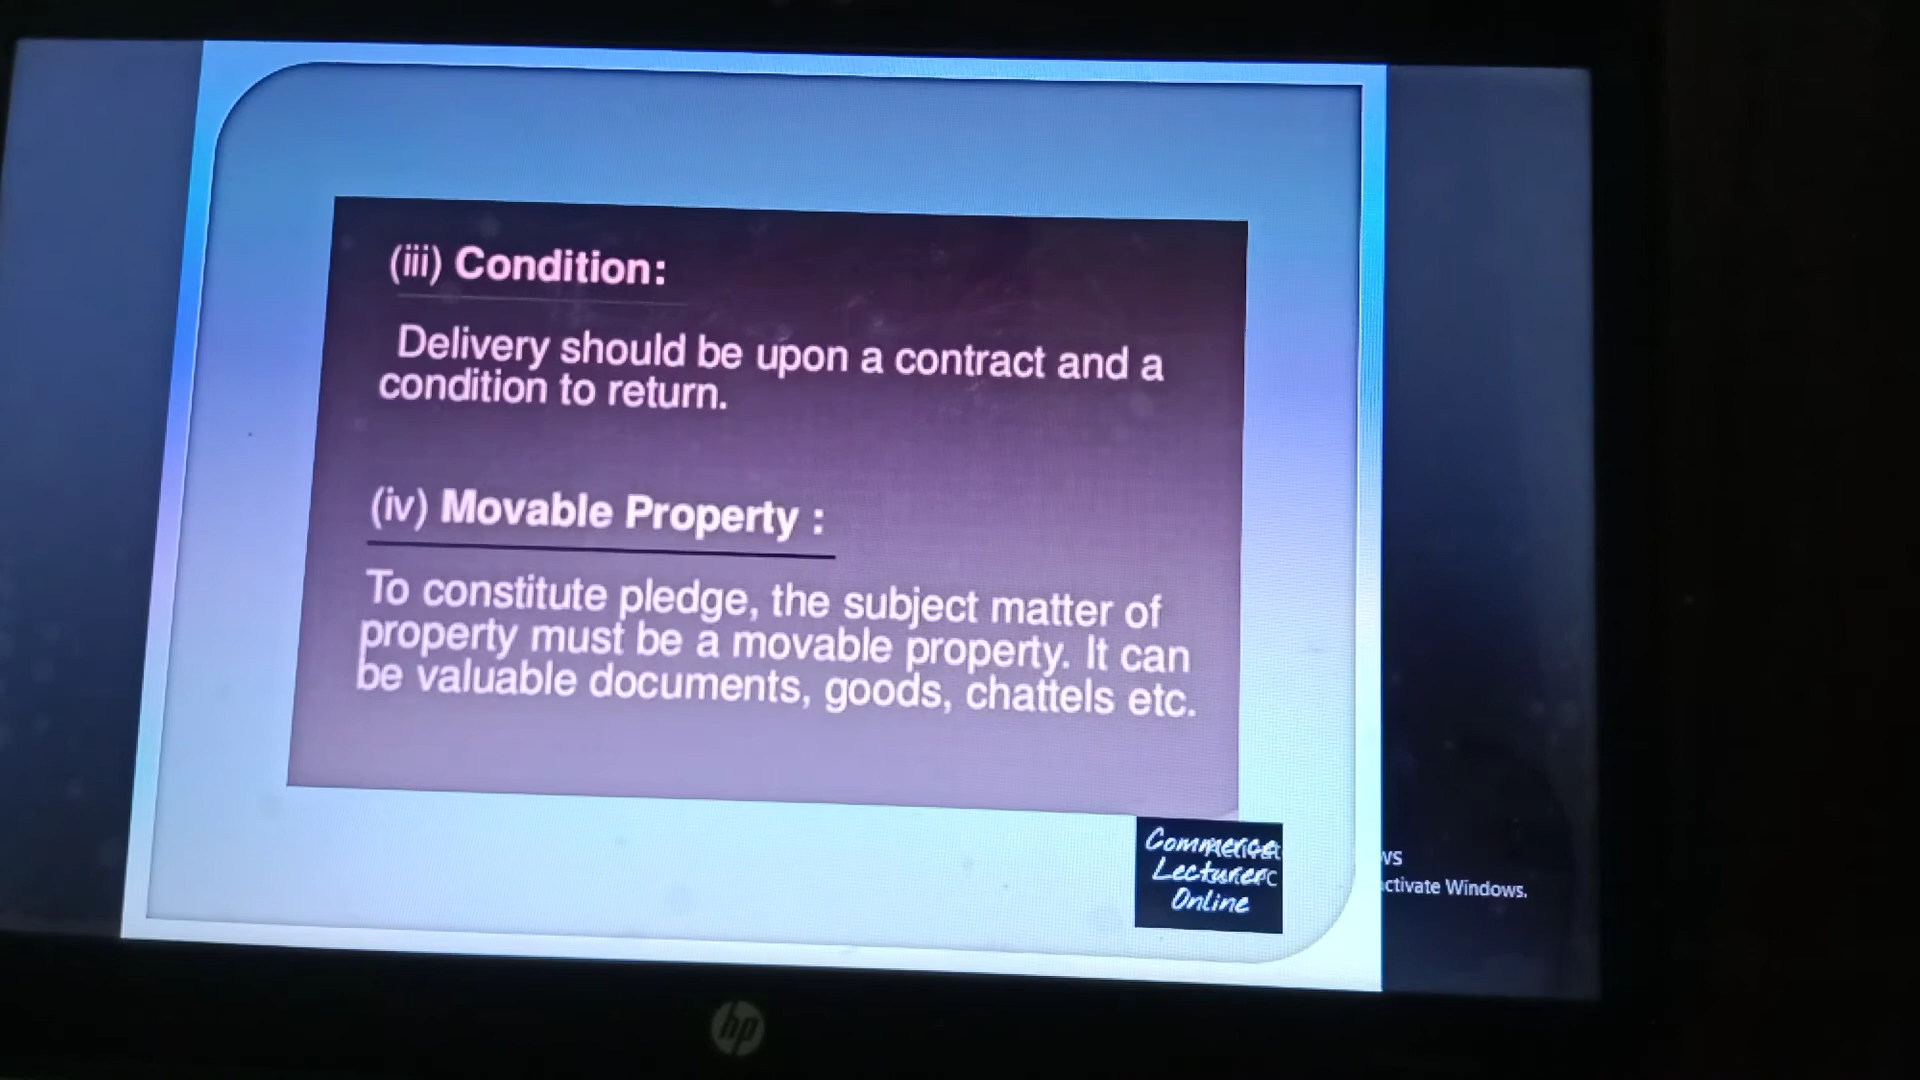 (iii) Condition:
Delivery should be upon a contract and a
condition to return.
(iv) Movable Property :
To constitute pledge, the subject matter of
property must be a movable property. It can
be valuable documents, goods, chattels etc.
Commerce
Lecturer
Online
ctivate Windows.
hp